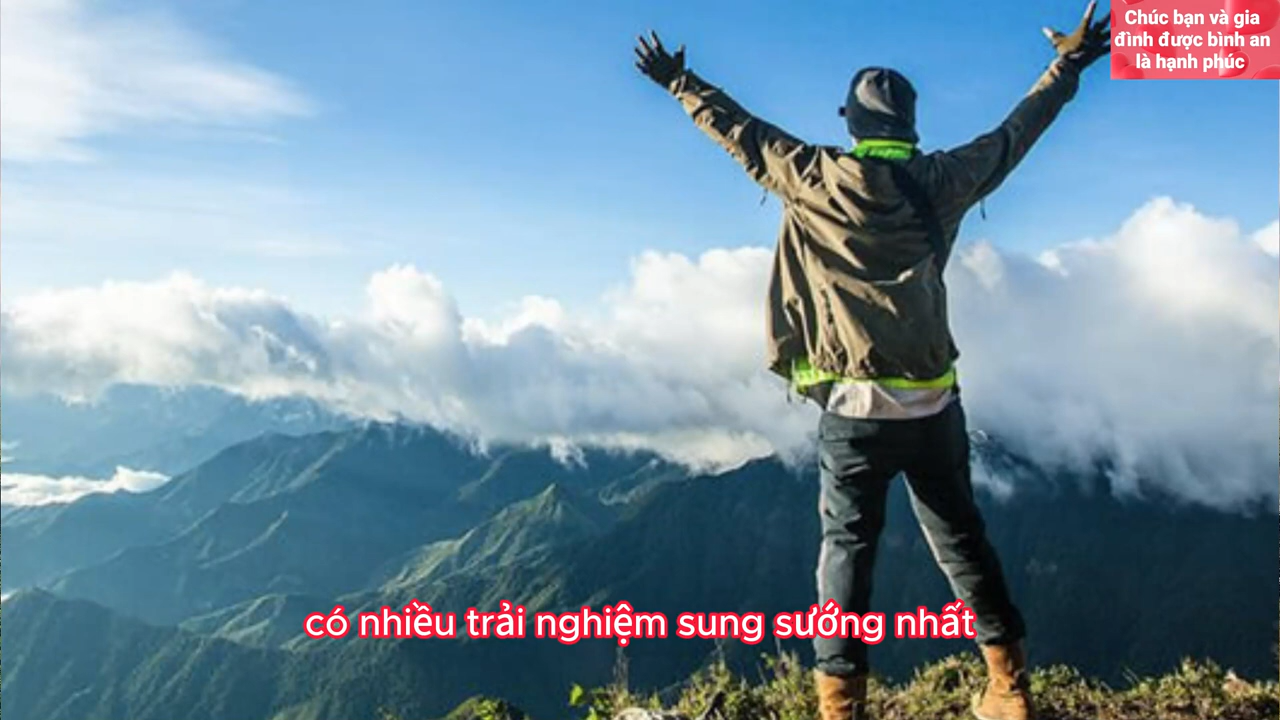 Chúc bạn và gia
đình được bình an
là hạnh phúc
có nhiều trải nghiệm sung sướng nhất